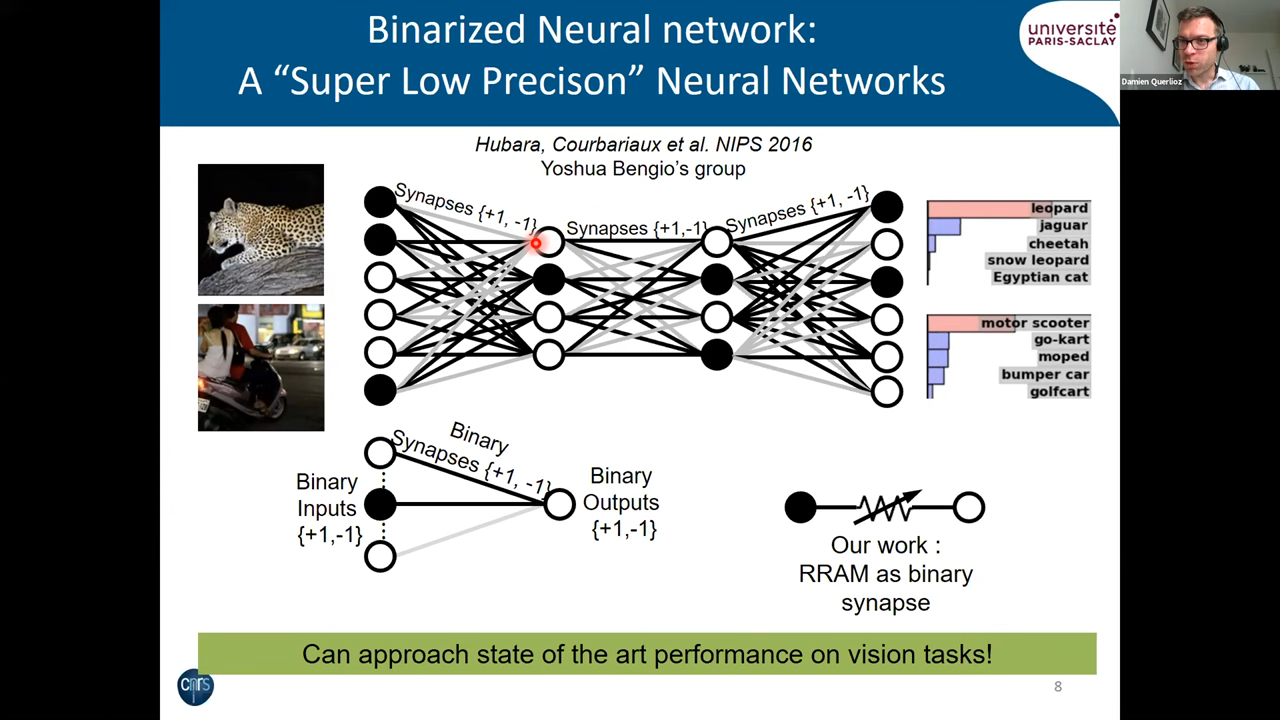 Binarized Neural network:
A “Super Low Precison” Neural Networks
université
PARIS-SACLAY
Damien Querlioz
Hubara, Courbariaux et al. NIPS 2016
Yoshua Bengio’s group
Synapses {+1, -1}
Synapses {+1,-1}
Synapses {+1, -1}
leopard
jaguar
cheetah
snow leopard
Egyptian cat
motor scooter
go-kart
moped
bumper car
golfcart
Binary
Synapses {+1, -1}
Binary
Inputs
{+1,-1}
Binary
Outputs
{+1,-1}
Our work :
RRAM as binary
synapse
Can approach state of the art performance on vision tasks!
cnrs
8